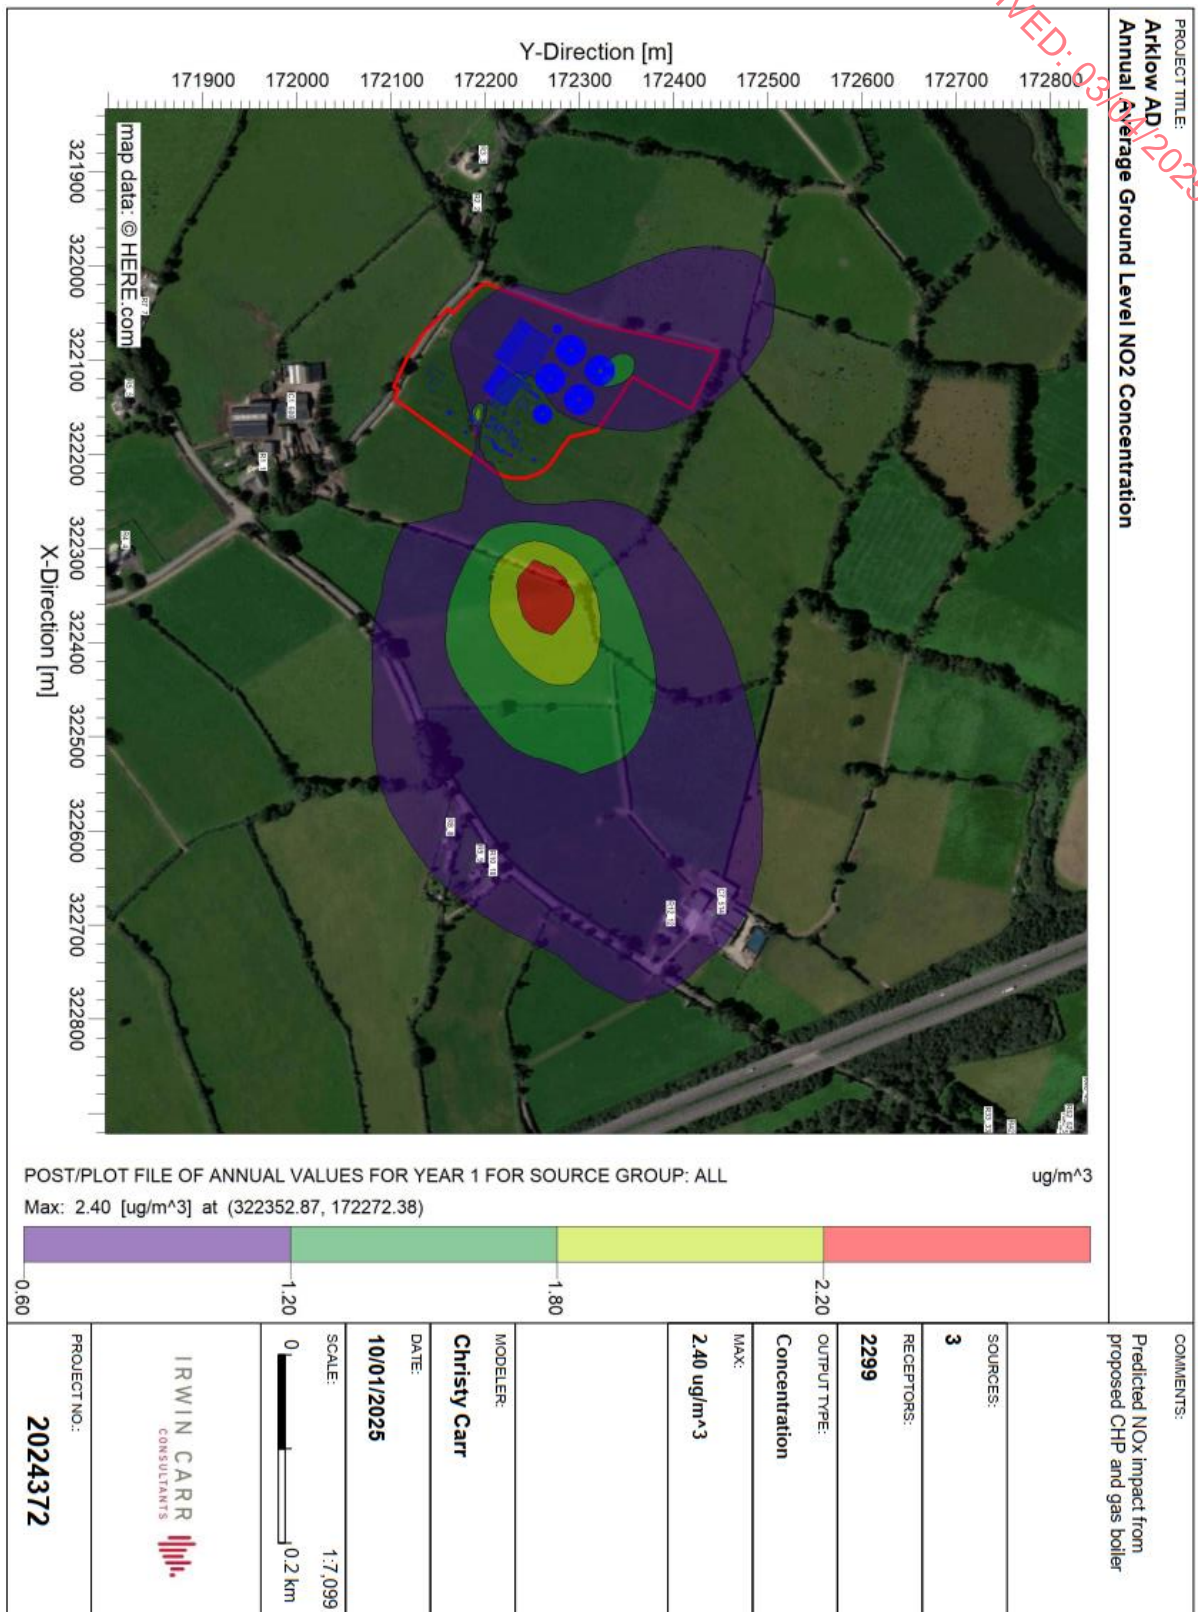 PROJECT TITLE:
Arklow AD
Annual Average Ground Level NO2 Concentration
VED: 03/04/2025
Y-Direction [m]
171900 172000 172100 172200 172300 172400 172500 172600 172700 172800
321900
322000
322100
322200
322300
322400
322500
322600
322700
322800
X-Direction [m]
map data: © HERE.com
POST/PLOT FILE OF ANNUAL VALUES FOR YEAR 1 FOR SOURCE GROUP: ALL
ug/m^3
Max: 2.40 [ug/m^3] at (322352.87, 172272.38)
0.60 1.20 1.80 2.20
COMMENTS:
Predicted NOx impact from
proposed CHP and gas boiler
SOURCES:
3
RECEPTORS:
2299
OUTPUT TYPE:
Concentration
MAX:
2.40 ug/m^3
MODELER:
Christy Carr
DATE:
10/01/2025
SCALE:
1:7,099
0 0.2 km
IRWIN CARR
CONSULTANTS
PROJECT NO.:
2024372